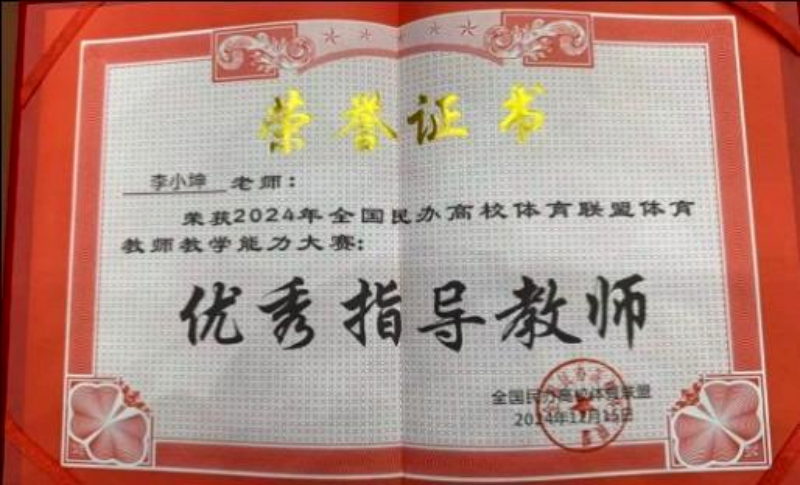 荣誉证书
李小坤 老师：
荣获2024年全国民办高校体育联盟体育
教师教学能力大赛：
优秀指导教师
全国民办高校体育联盟
2024年12月15日